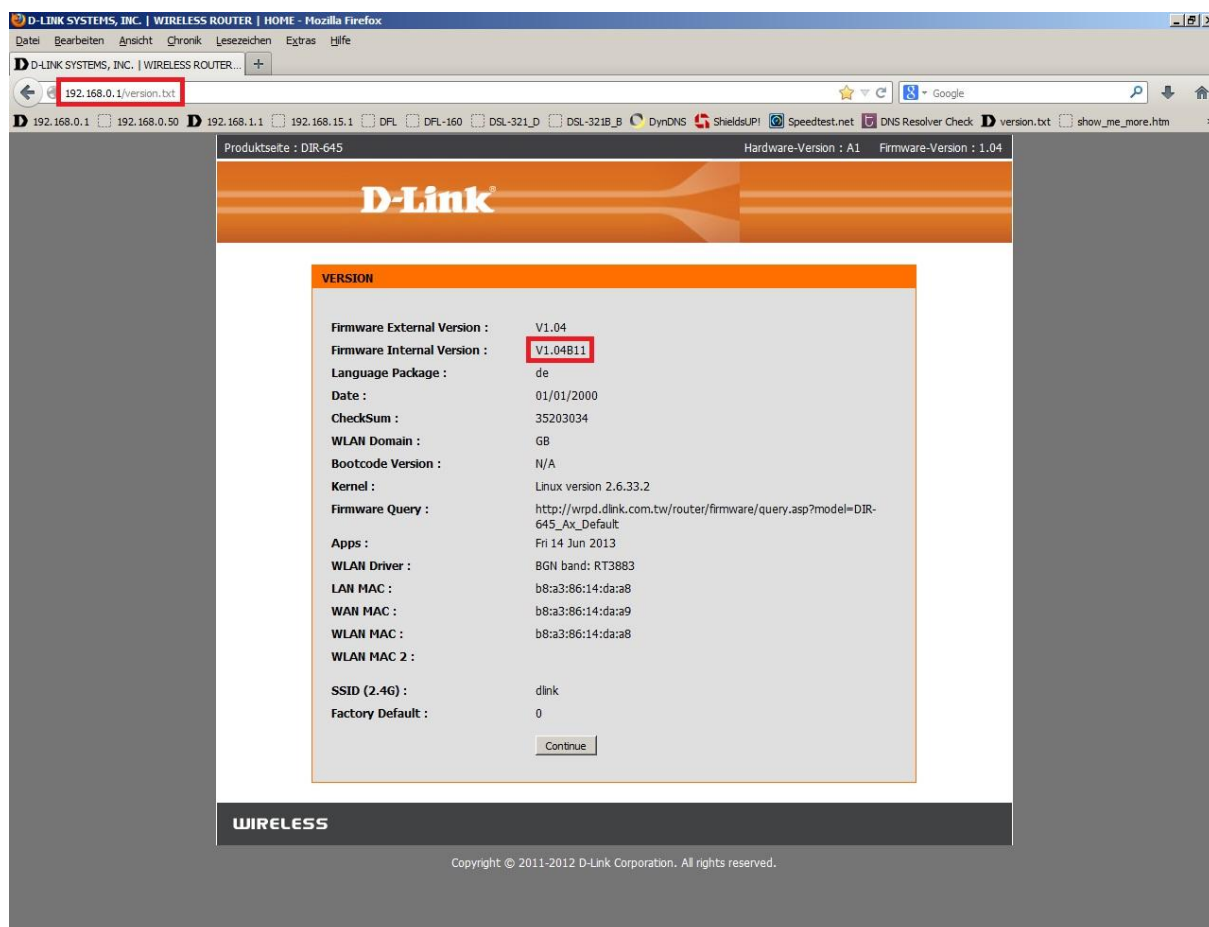 D-LINK SYSTEMS, INC. | WIRELESS ROUTER | HOME - Mozilla Firefox
Datei Bearbeiten Ansicht Chronik Lesezeichen Extras Hilfe
D-LINK SYSTEMS, INC. | WIRELESS ROUTER... +
192.168.0.1/version.txt Google
192.168.0.1 192.168.0.50 192.168.1.1 192.168.15.1 DFL DFL-160 DSL-321_D DSL-321B_B DynDNS ShieldsUP! Speedtest.net DNS Resolver Check version.txt show_me_more.htm
Produktseite : DIR-645 Hardware-Version : A1 Firmware-Version : 1.04
D-Link®
VERSION
Firmware External Version : V1.04
Firmware Internal Version : V1.04B11
Language Package : de
Date : 01/01/2000
CheckSum : 35203034
WLAN Domain : GB
Bootcode Version : N/A
Kernel : Linux version 2.6.33.2
Firmware Query : http://wrpd.dlink.com.tw/router/firmware/query.asp?model=DIR-
645_Ax_Default
Apps : Fri 14 Jun 2013
WLAN Driver : BGN band: RT3883
LAN MAC : b8:a3:86:14:da:a8
WAN MAC : b8:a3:86:14:da:a9
WLAN MAC : b8:a3:86:14:da:a8
WLAN MAC 2 :
SSID (2.4G) : dlink
Factory Default : 0
Continue
WIRELESS
Copyright © 2011-2012 D-Link Corporation. All rights reserved.